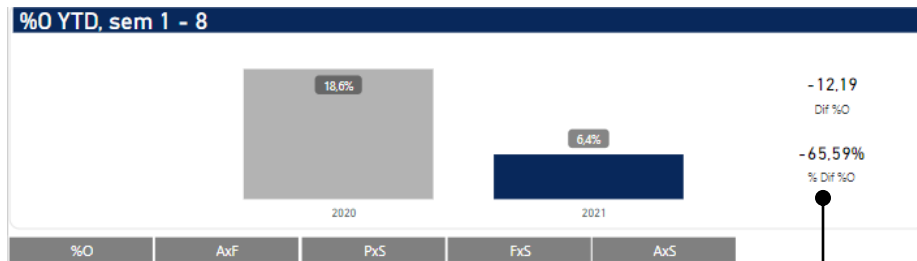 %O YTD, sem 1 - 8
18,6%
-12,19
Dif %O
6,4%
-65,59%
% Dif %O
2020
2021
%O AxF PxS FxS AxS